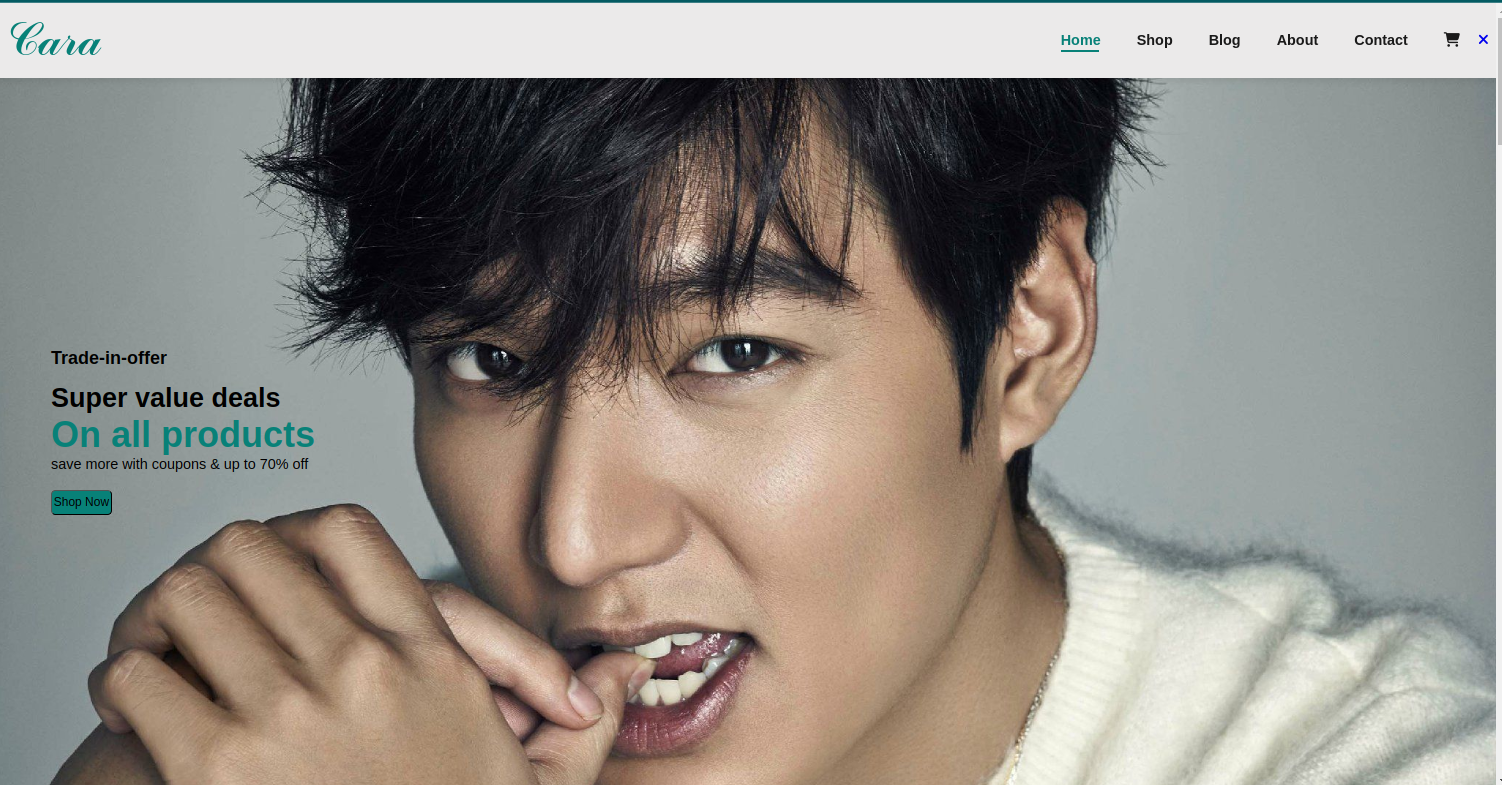 Cara
Home Shop Blog About Contact
Trade-in-offer
Super value deals
On all products
save more with coupons & up to 70% off
Shop Now